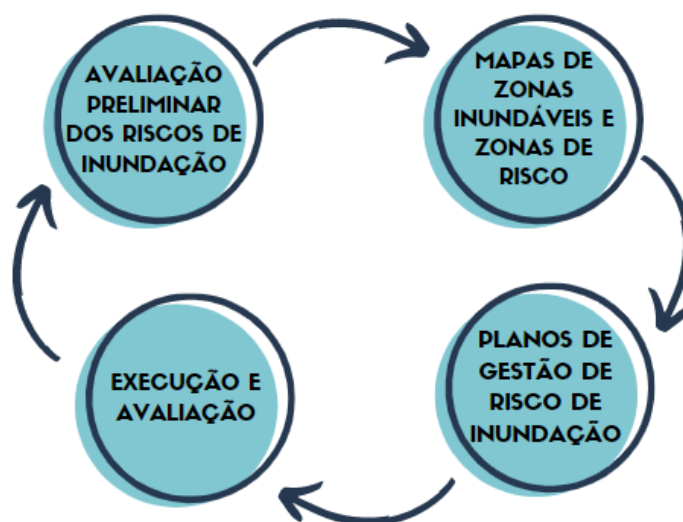 AVALIAÇÃO
PRELIMINAR
DOS RISCOS DE
INUNDAÇÃO
MAPAS DE
ZONAS
INUNDÁVEIS E
ZONAS DE
RISCO
PLANOS DE
GESTÃO DE
RISCO DE
INUNDAÇÃO
EXECUÇÃO E
AVALIAÇÃO